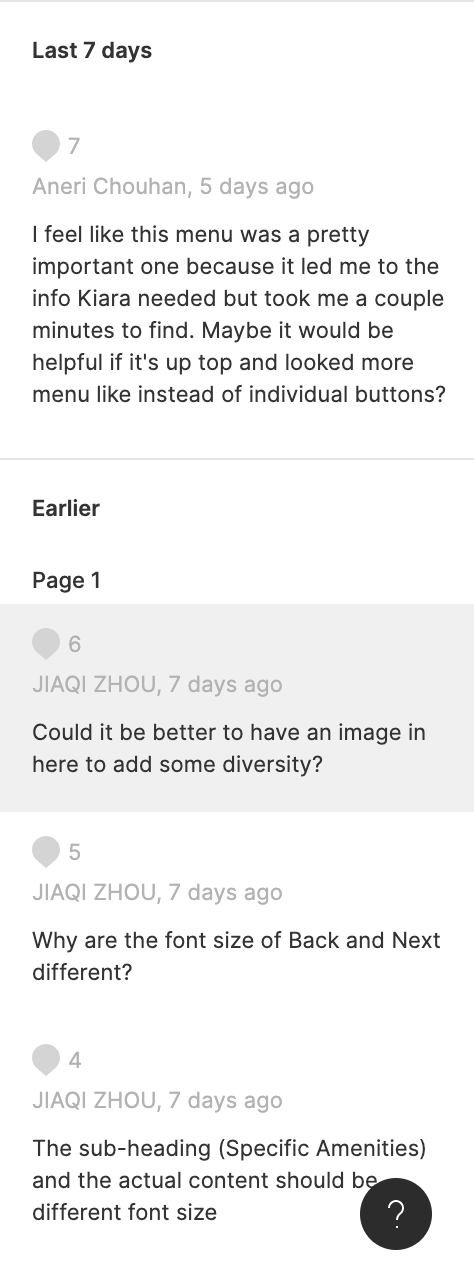 Last 7 days
7
Aneri Chouhan, 5 days ago
I feel like this menu was a pretty
important one because it led me to the
info Kiara needed but took me a couple
minutes to find. Maybe it would be
helpful if it's up top and looked more
menu like instead of individual buttons?
Earlier
Page 1
6
JIAQI ZHOU, 7 days ago
Could it be better to have an image in
here to add some diversity?
5
JIAQI ZHOU, 7 days ago
Why are the font size of Back and Next
different?
4
JIAQI ZHOU, 7 days ago
The sub-heading (Specific Amenities)
and the actual content should be
different font size
?